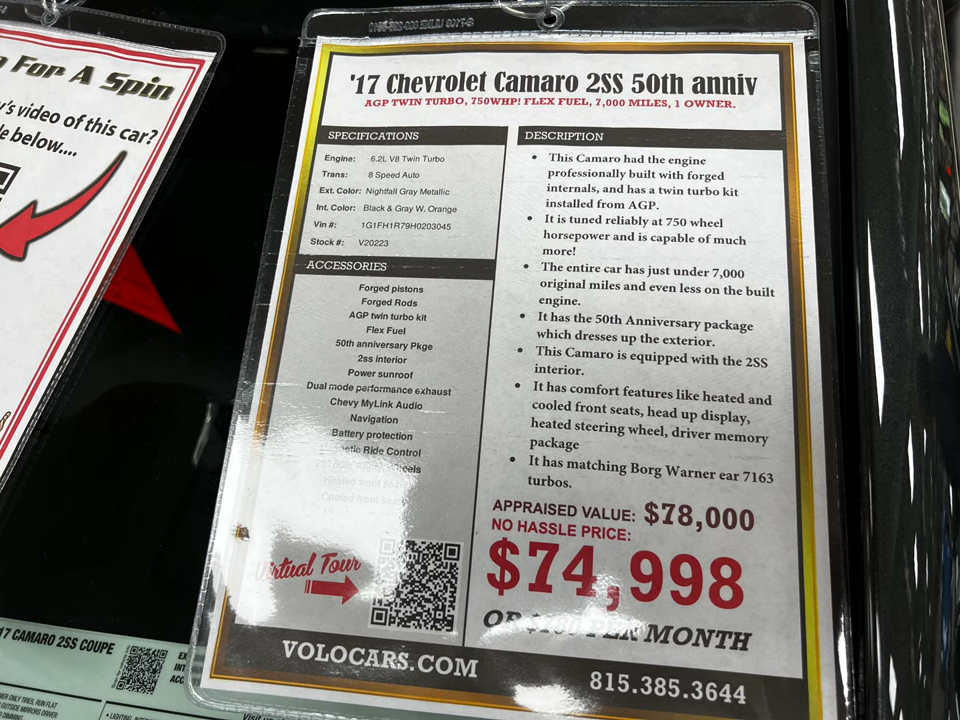 For A Spin
's video of this car?
below....
'17 Chevrolet Camaro 2SS 50th anniv
AGP TWIN TURBO, 750WHP! FLEX FUEL, 7,000 MILES, 1 OWNER.
SPECIFICATIONS
Engine: 6.2L V8 Twin Turbo
Trans: 8 Speed Auto
Ext. Color: Nightfall Gray Metallic
Int. Color: Black & Gray W. Orange
Vin #: 1G1FH1R79H0203045
Stock #: V20223
ACCESSORIES
Forged pistons
Forged Rods
AGP twin turbo kit
Flex Fuel
50th anniversary Pkge
2ss interior
Power sunroof
Dual mode performance exhaust
Chevy MyLink Audio
Navigation
Battery protection
Ride Control
Heated front
Cooled front
Virtual Tour
DESCRIPTION
• This Camaro had the engine
professionally built with forged
internals, and has a twin turbo kit
installed from AGP.
• It is tuned reliably at 750 wheel
horsepower and is capable of much
more!
• The entire car has just under 7,000
original miles and even less on the built
engine.
• It has the 50th Anniversary package
which dresses up the exterior.
• This Camaro is equipped with the 2SS
interior.
• It has comfort features like heated and
cooled front seats, head up display,
heated steering wheel, driver memory
package
• It has matching Borg Warner ear 7163
turbos.
APPRAISED VALUE: $78,000
NO HASSLE PRICE:
$74,998
OR PER MONTH
VOLOCARS.COM
815.385.3644
17 CAMARO 2SS COUPE